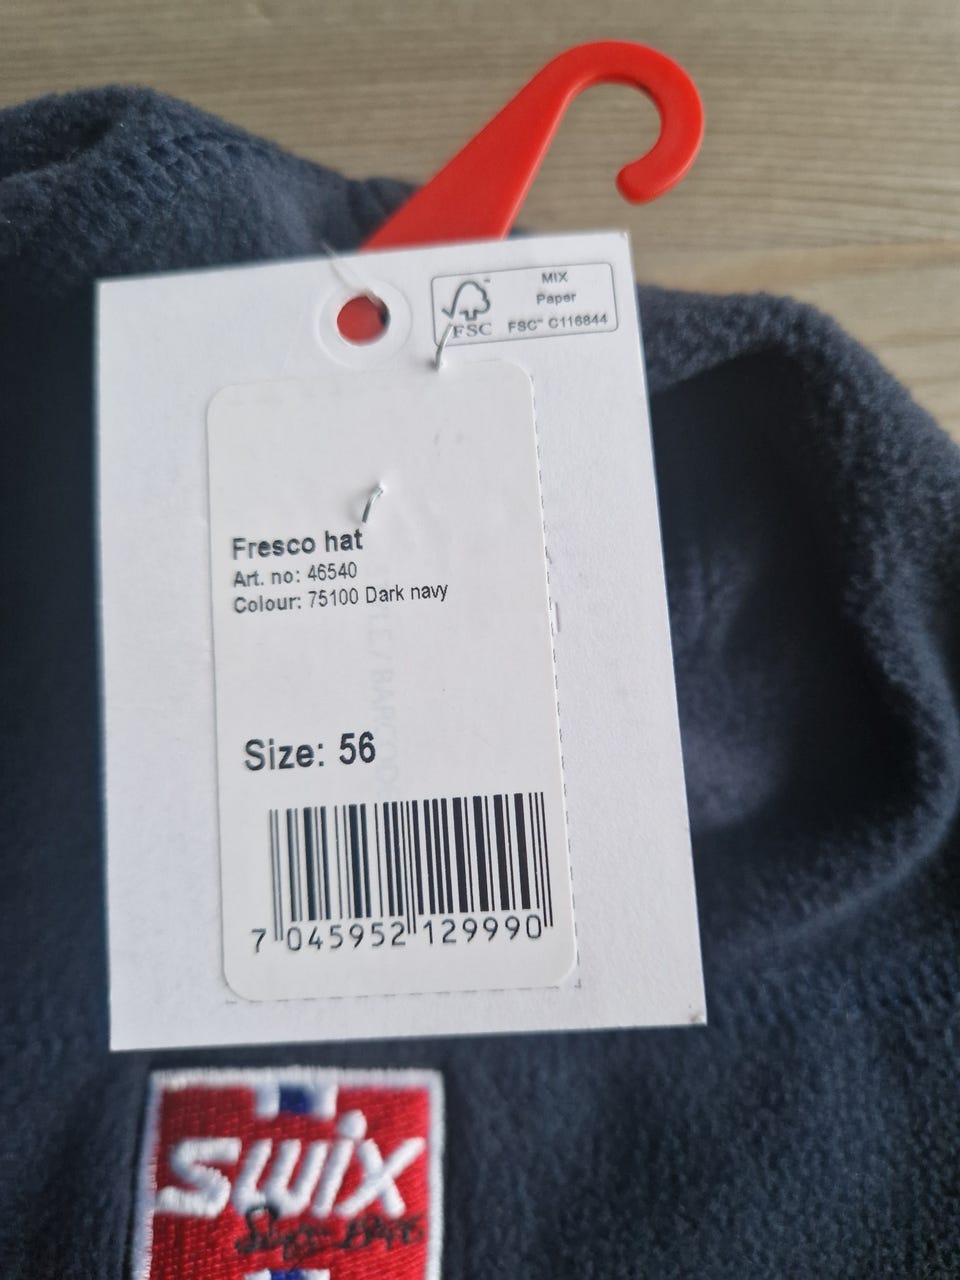 MIX
Paper
FSC™ C116844
FSC
Fresco hat
Art. no: 46540
Colour: 75100 Dark navy
Size: 56
7 045952 129990
swix